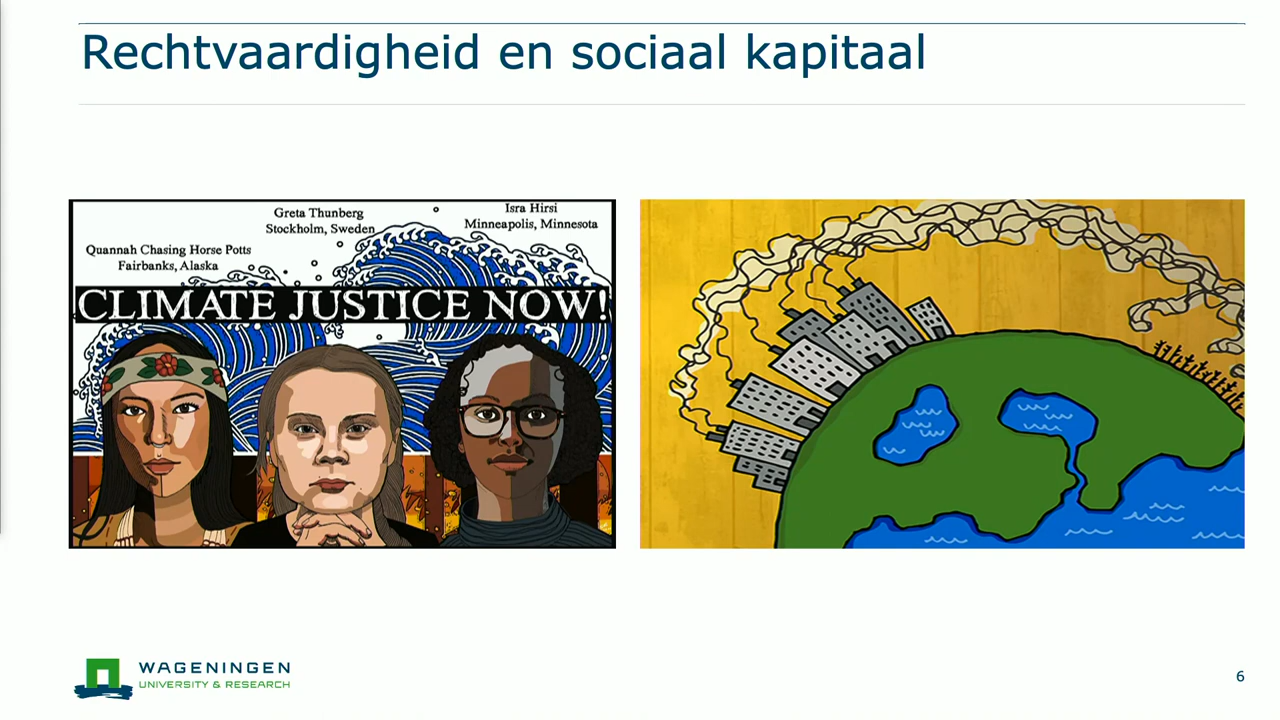 Rechtvaardigheid en sociaal kapitaal
Greta Thunberg
Stockholm, Sweden
Isra Hirsi
Minneapolis, Minnesota
Quannah Chasing Horse Potts
Fairbanks, Alaska
CLIMATE JUSTICE NOW!
WAGENINGEN
UNIVERSITY & RESEARCH
6